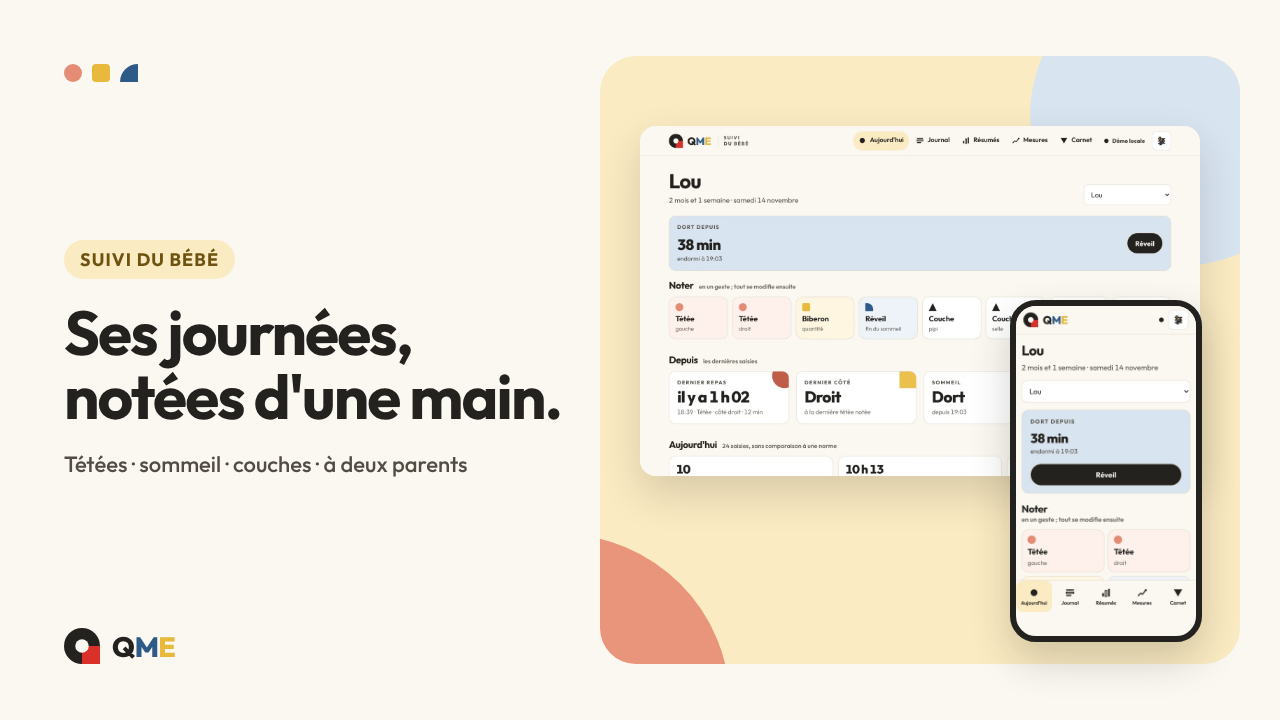 SUIVI DU BÉBÉ
Ses journées,
notées d'une main.
Tétées · sommeil · couches · à deux parents
QME
QME
SUIVI
DU BÉBÉ
Aujourd'hui
Journal
Résumés
Mesures
Carnet
Démo locale
Lou
2 mois et 1 semaine · samedi 14 novembre
Lou
DORT DEPUIS
38 min
endormi à 19:03
Réveil
Noter en un geste ; tout se modifie ensuite
Tétée
gauche
Tétée
droit
Biberon
quantité
Réveil
fin du sommeil
Couche
pipi
Couc
selle
Depuis les dernières saisies
DERNIER REPAS
il y a 1 h 02
18:39 · Tétée · côté droit · 12 min
DERNIER CÔTÉ
Droit
à la dernière tétée notée
SOMMEIL
Dort
depuis 19:03
Aujourd'hui 24 saisies, sans comparaison à une norme
10
10 h 13
QME
Lou
2 mois et 1 semaine · samedi 14 novembre
Lou
DORT DEPUIS
38 min
endormi à 19:03
Réveil
Noter
en un geste ; tout se modifie ensuite
Tétée
gauche
Tétée
droit
Aujourd'hui
Journal
Résumés
Mesures
Carnet